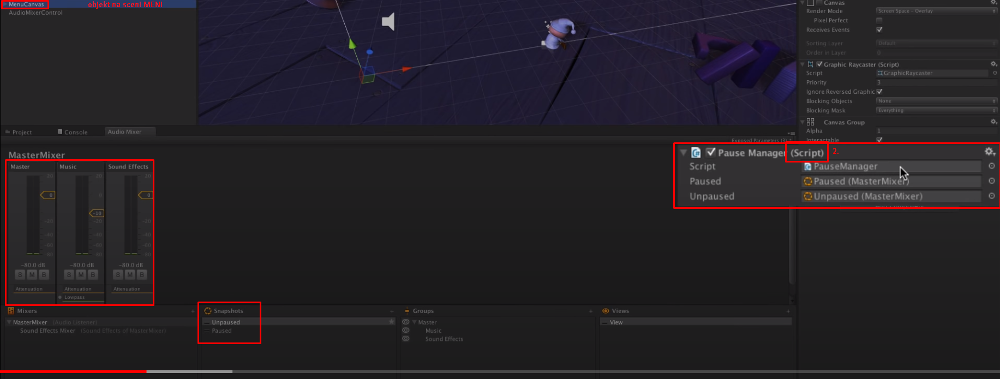 MenuCanvas
objekt na sceni MENI
AudioMixerControl
Canvas
Render Mode
Screen Space - Overlay
Pixel Perfect
Receives Events
Sorting Layer
Default
Order in Layer
0
Graphic Raycaster (Script)
Script
GraphicRaycaster
Priority
3
Ignore Reversed Graphic
Blocking Objects
None
Blocking Mask
Everything
Canvas Group
Alpha
1
Interactable
Pause Manager (Script)
2.
Script
PauseManager
Paused
Paused (MasterMixer)
Unpaused
Unpaused (MasterMixer)
Project
Console
Audio Mixer
Exposed Parameters (3)
MasterMixer
Master
Music
Sound Effects
20
20
20
0
0
0
-10
-20
-20
-20
-40
-40
-40
-60
-60
-60
-80
-80
-80
-80.0 dB
-80.0 dB
-80.0 dB
S M B
S M B
S M B
Attenuation
Attenuation
Attenuation
Lowpass
Mixers
MasterMixer (Audio Listener)
Sound Effects Mixer (Sound Effects of MasterMixer)
Snapshots
Unpaused
Paused
Groups
Master
Music
Sound Effects
Views
View